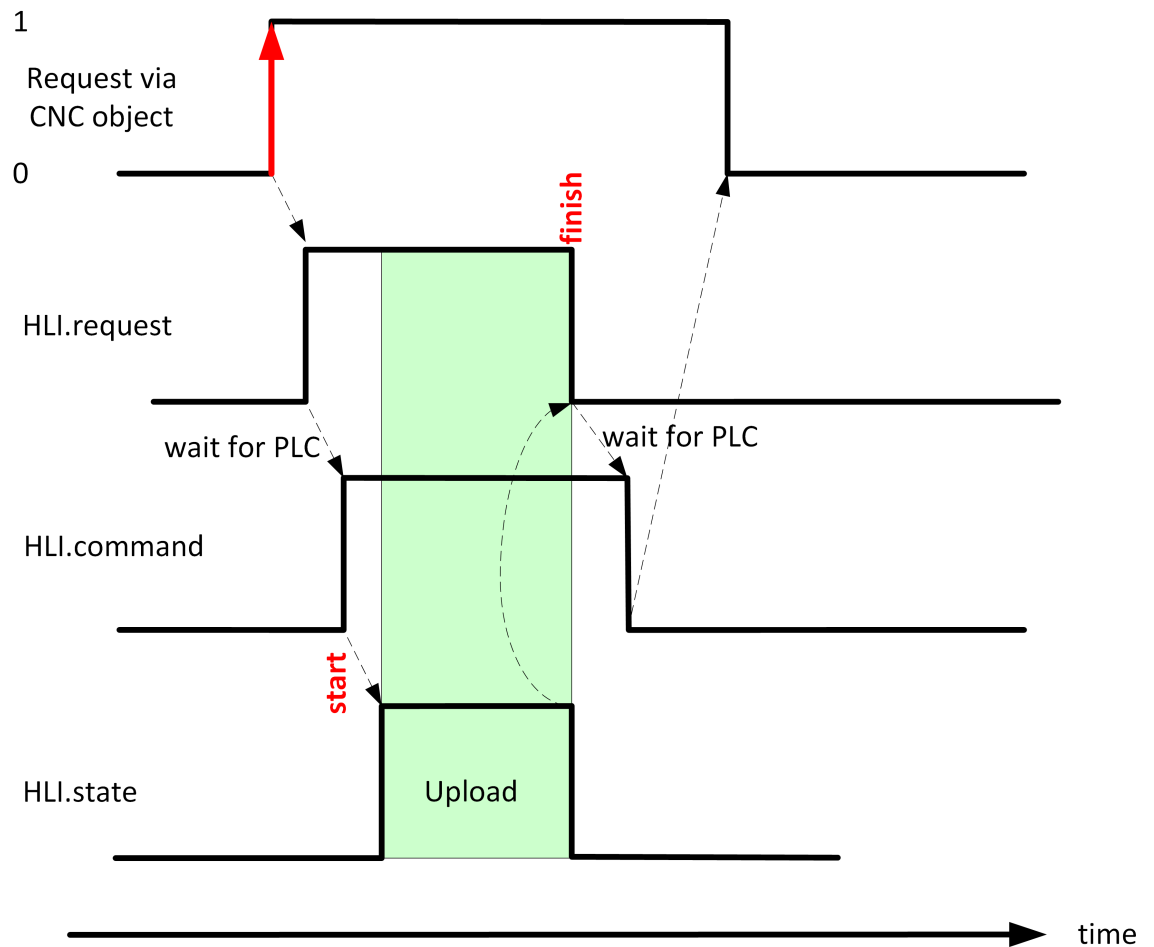 1
Request via
CNC object
0
finish
HLI.request
wait for PLC
wait for PLC
HLI.command
start
HLI.state
Upload
time